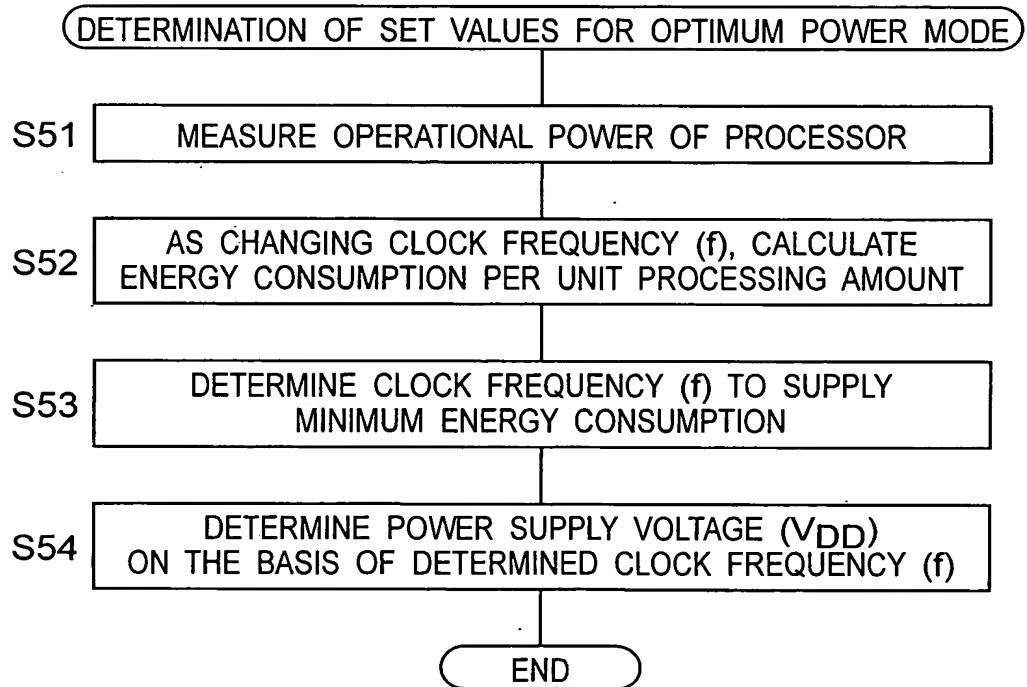 DETERMINATION OF SET VALUES FOR OPTIMUM POWER MODE
S51 MEASURE OPERATIONAL POWER OF PROCESSOR
S52 AS CHANGING CLOCK FREQUENCY (f), CALCULATE
ENERGY CONSUMPTION PER UNIT PROCESSING AMOUNT
S53 DETERMINE CLOCK FREQUENCY (f) TO SUPPLY
MINIMUM ENERGY CONSUMPTION
S54 DETERMINE POWER SUPPLY VOLTAGE (VDD)
ON THE BASIS OF DETERMINED CLOCK FREQUENCY (f)
END